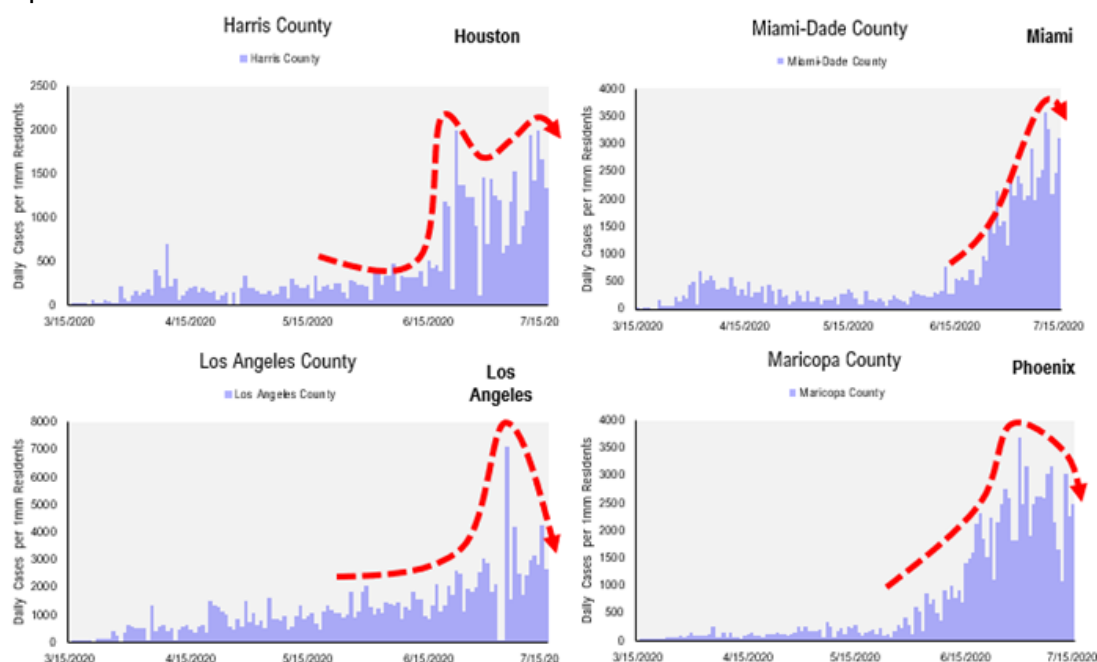 Harris County
Houston
Harris County
Daily Cases per 1mm Residents
2500
2000
1500
1000
500
0
3/15/2020 4/15/2020 5/15/2020 6/15/2020 7/15/20
Miami-Dade County
Miami
Miami-Dade County
Daily Cases per 1mm Residents
4000
3500
3000
2500
2000
1500
1000
500
0
3/15/2020 4/15/2020 5/15/2020 6/15/2020 7/15/2020
Los Angeles County
Los
Angeles
Los Angeles County
Daily Cases per 1mm Residents
8000
7000
6000
5000
4000
3000
2000
1000
0
3/15/2020 4/15/2020 5/15/2020 6/15/2020 7/15/20
Maricopa County
Phoenix
Maricopa County
Daily Cases per 1mm Residents
4000
3500
3000
2500
2000
1500
1000
500
0
3/15/2020 4/15/2020 5/15/2020 6/15/2020 7/15/2020